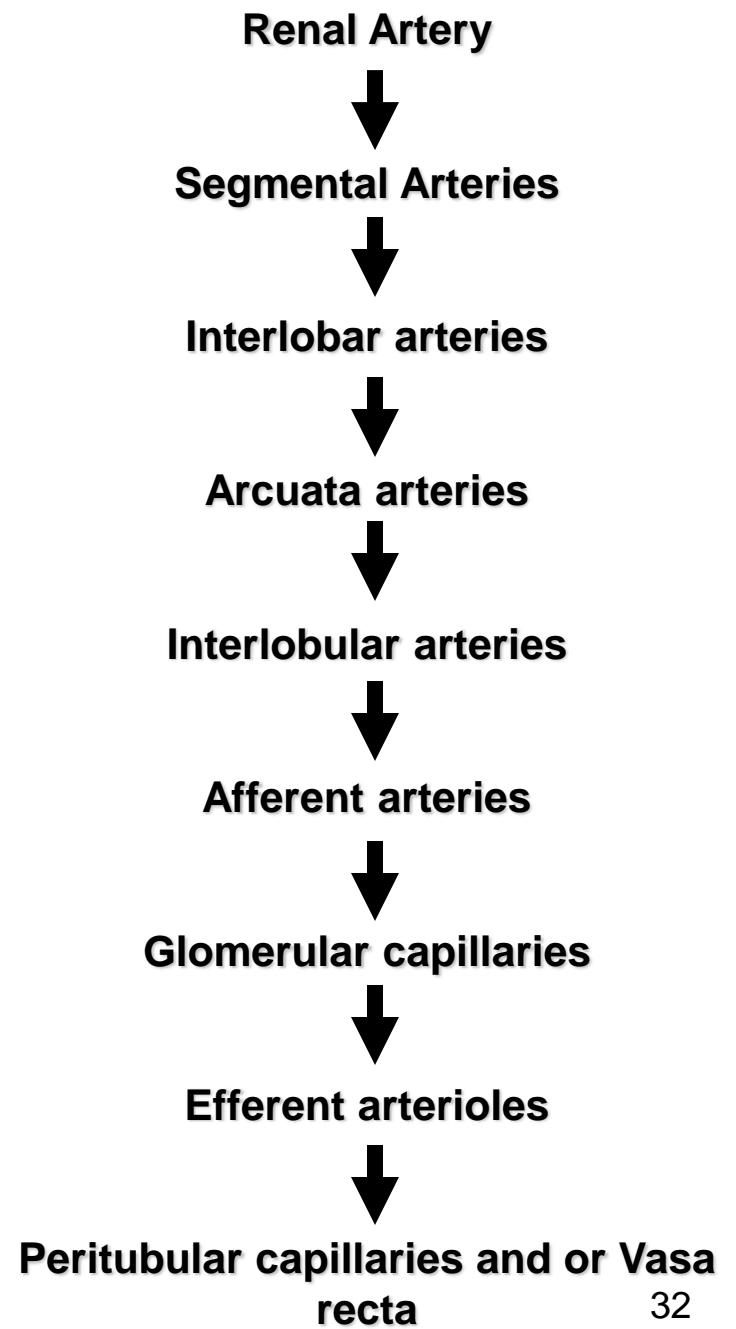 Renal Artery
Segmental Arteries
Interlobar arteries
Arcuata arteries
Interlobular arteries
Afferent arteries
Glomerular capillaries
Efferent arterioles
Peritubular capillaries and or Vasa
recta
32